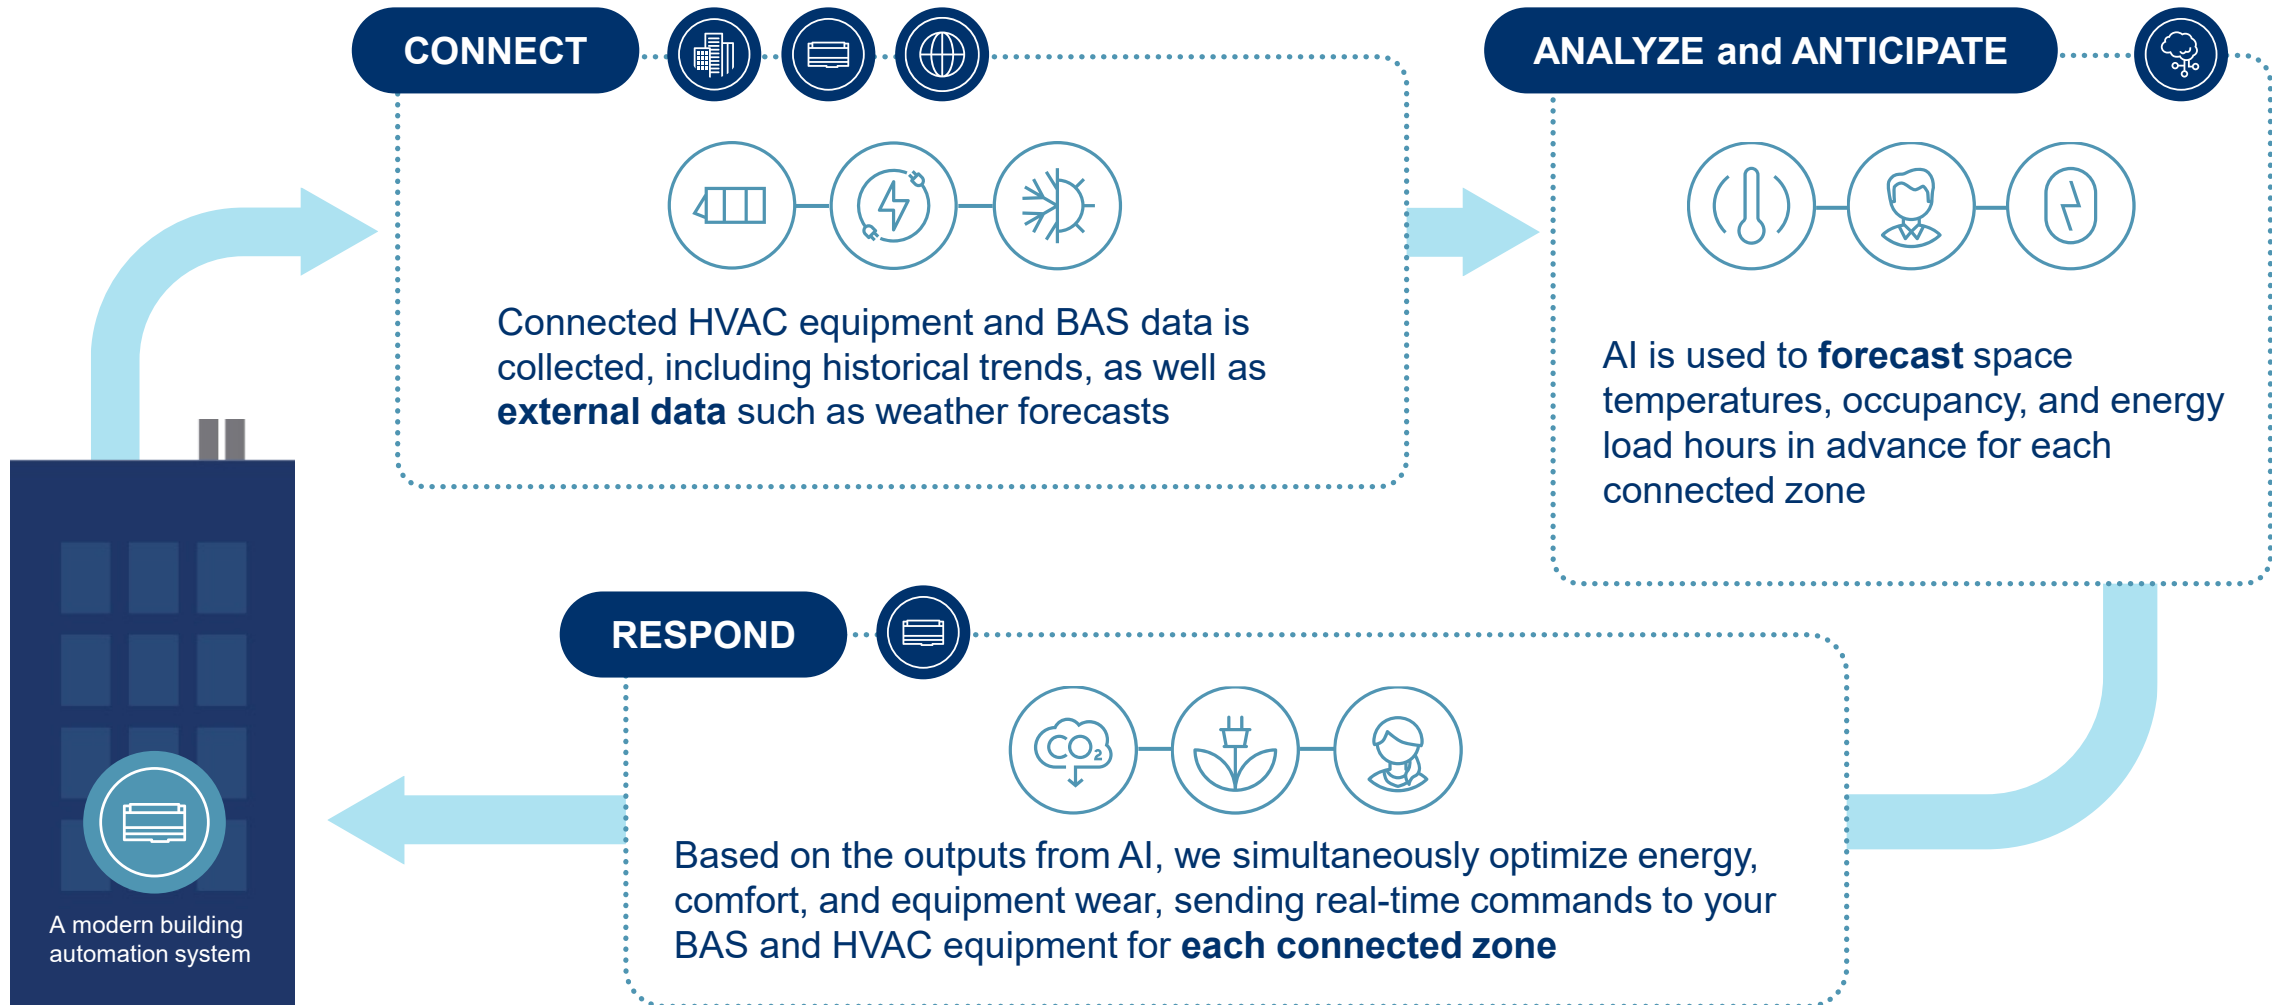 CONNECT
Connected HVAC equipment and BAS data is
collected, including historical trends, as well as
external data such as weather forecasts
ANALYZE and ANTICIPATE
AI is used to forecast space
temperatures, occupancy, and energy
load hours in advance for each
connected zone
RESPOND
CO2
Based on the outputs from AI, we simultaneously optimize energy,
comfort, and equipment wear, sending real-time commands to your
BAS and HVAC equipment for each connected zone
A modern building
automation system